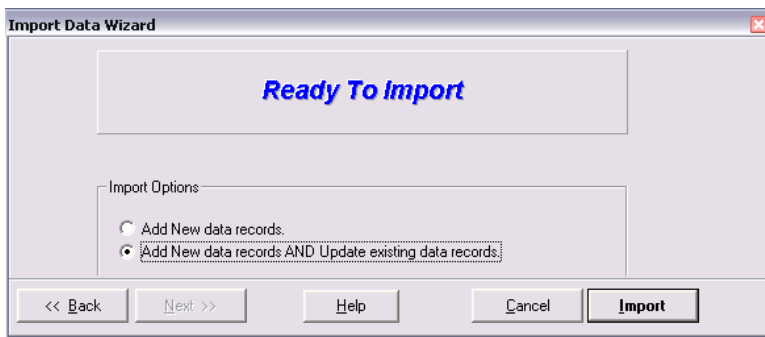 Import Data Wizard
Ready To Import
Import Options
Add New data records.
Add New data records AND Update existing data records.
<< Back Next >> Help Cancel Import